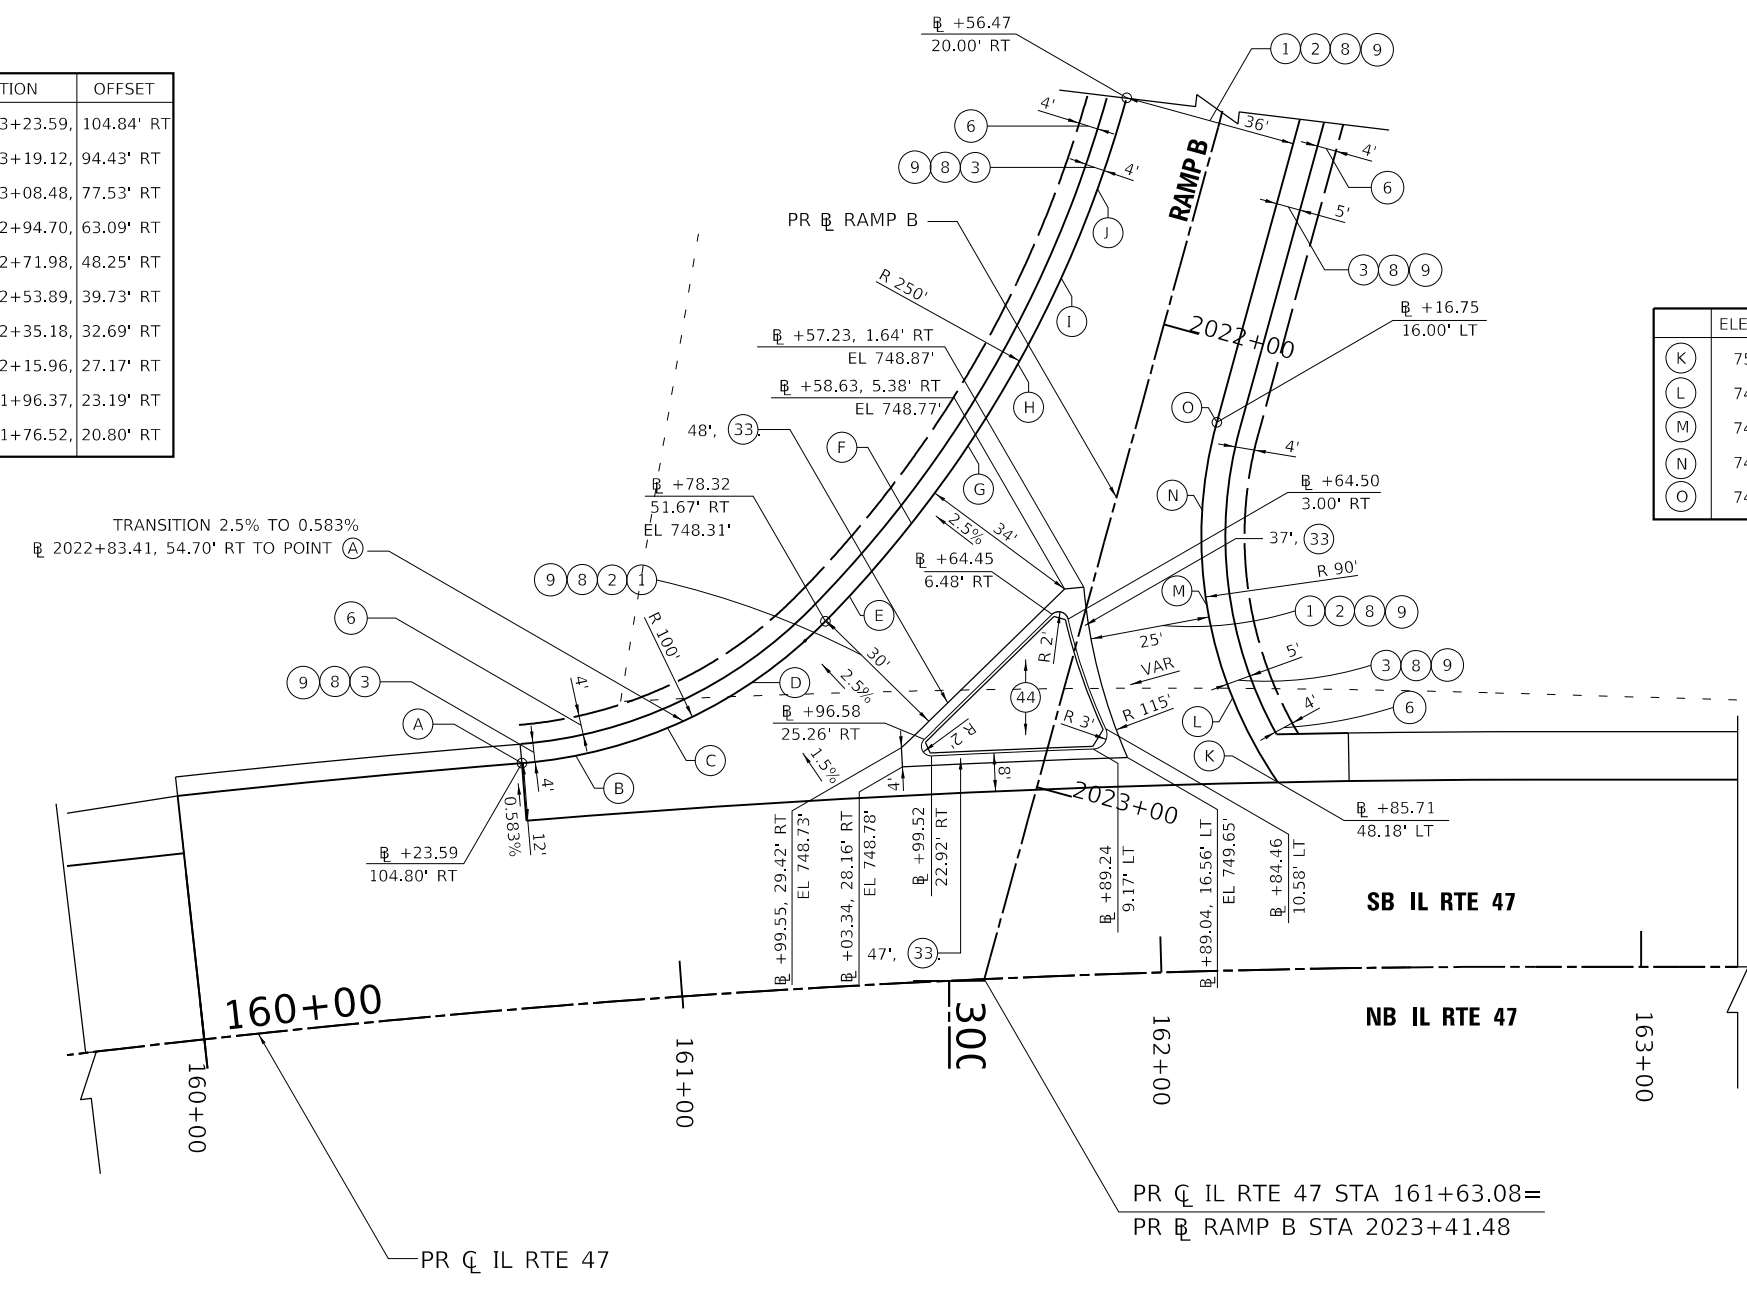 TION OFFSET
3+23.59, 104.84' RT
3+19.12, 94.43' RT
3+08.48, 77.53' RT
2+94.70, 63.09' RT
2+71.98, 48.25' RT
2+53.89, 39.73' RT
2+35.18, 32.69' RT
2+15.96, 27.17' RT
1+96.37, 23.19' RT
1+76.52, 20.80' RT
℄ +56.47
20.00' RT
1 2 8 9
4'
6
9 8 3
4'
36'
4'
6
RAMP B
5'
J
PR ℄ RAMP B
3 8 9
R 250'
I
℄ +16.75
16.00' LT
2022+00
℄ +57.23, 1.64' RT
EL 748.87'
℄ +58.63, 5.38' RT
EL 748.77'
H
O
48', 33
F
4'
G
N
℄ +78.32
51.67' RT
EL 748.31'
℄ +64.50
3.00' RT
TRANSITION 2.5% TO 0.583%
℄ 2022+83.41, 54.70' RT TO POINT A
2.5%
34'
37', 33
℄ +64.45
6.48' RT
R 90'
9 8 2 1
M
E
1 2 8 9
6
R 100'
R 2'
25'
30'
5'
VAR
3 8 9
9 8 3
4'
D
2.5%
44
R 115'
4'
6
L
A
℄ +96.58
25.26' RT
R 2'
R 3'
C
1.5%
K
B
4'
4'
8'
2023+00
0.583%
12'
℄ +85.71
48.18' LT
℄ +23.59
104.80' RT
℄ +99.55, 29.42' RT
EL 748.73'
℄ +03.34, 28.16' RT
EL 748.78'
℄ +99.52
22.92' RT
℄ +89.24
9.17' LT
℄ +89.04, 16.56' LT
EL 749.65'
℄ +84.46
10.58' LT
47', 33
SB IL RTE 47
NB IL RTE 47
160+00
160+00
161+00
300
162+00
163+00
PR ℄ IL RTE 47 STA 161+63.08=
PR ℄ RAMP B STA 2023+41.48
PR ℄ IL RTE 47
ELE
K 75
L 74
M 74
N 74
O 74